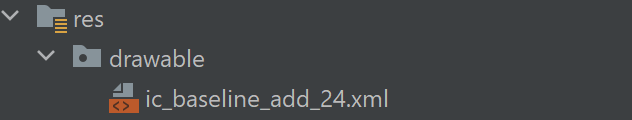 res
drawable
ic_baseline_add_24.xml